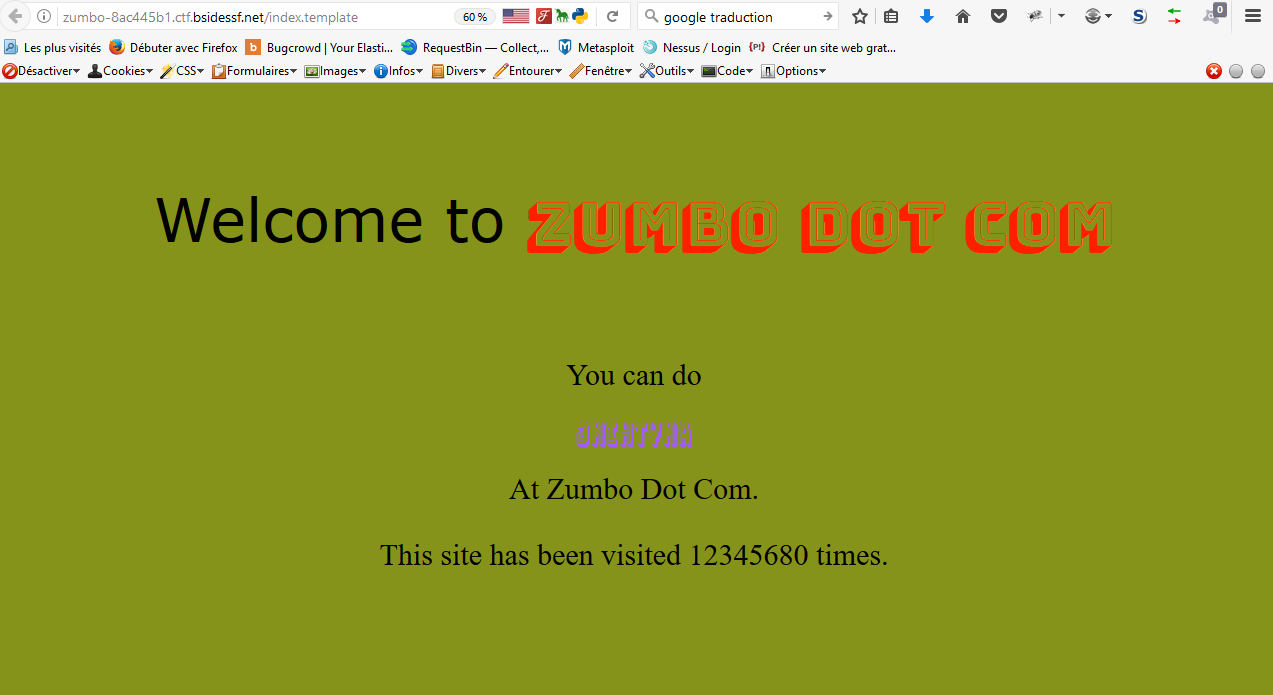 zumbo-8ac445b1.ctf.bsidessf.net/index.template 60 % google traduction 0
Les plus visités Débuter avec Firefox Bugcrowd | Your Elasti... RequestBin — Collect,... Metasploit Nessus / Login Créer un site web grat...
Désactiver Cookies CSS Formulaires Images Infos Divers Entourer Fenêtre Outils Code Options
Welcome to ZUMBO DOT COM
You can do
At Zumbo Dot Com.
This site has been visited 12345680 times.